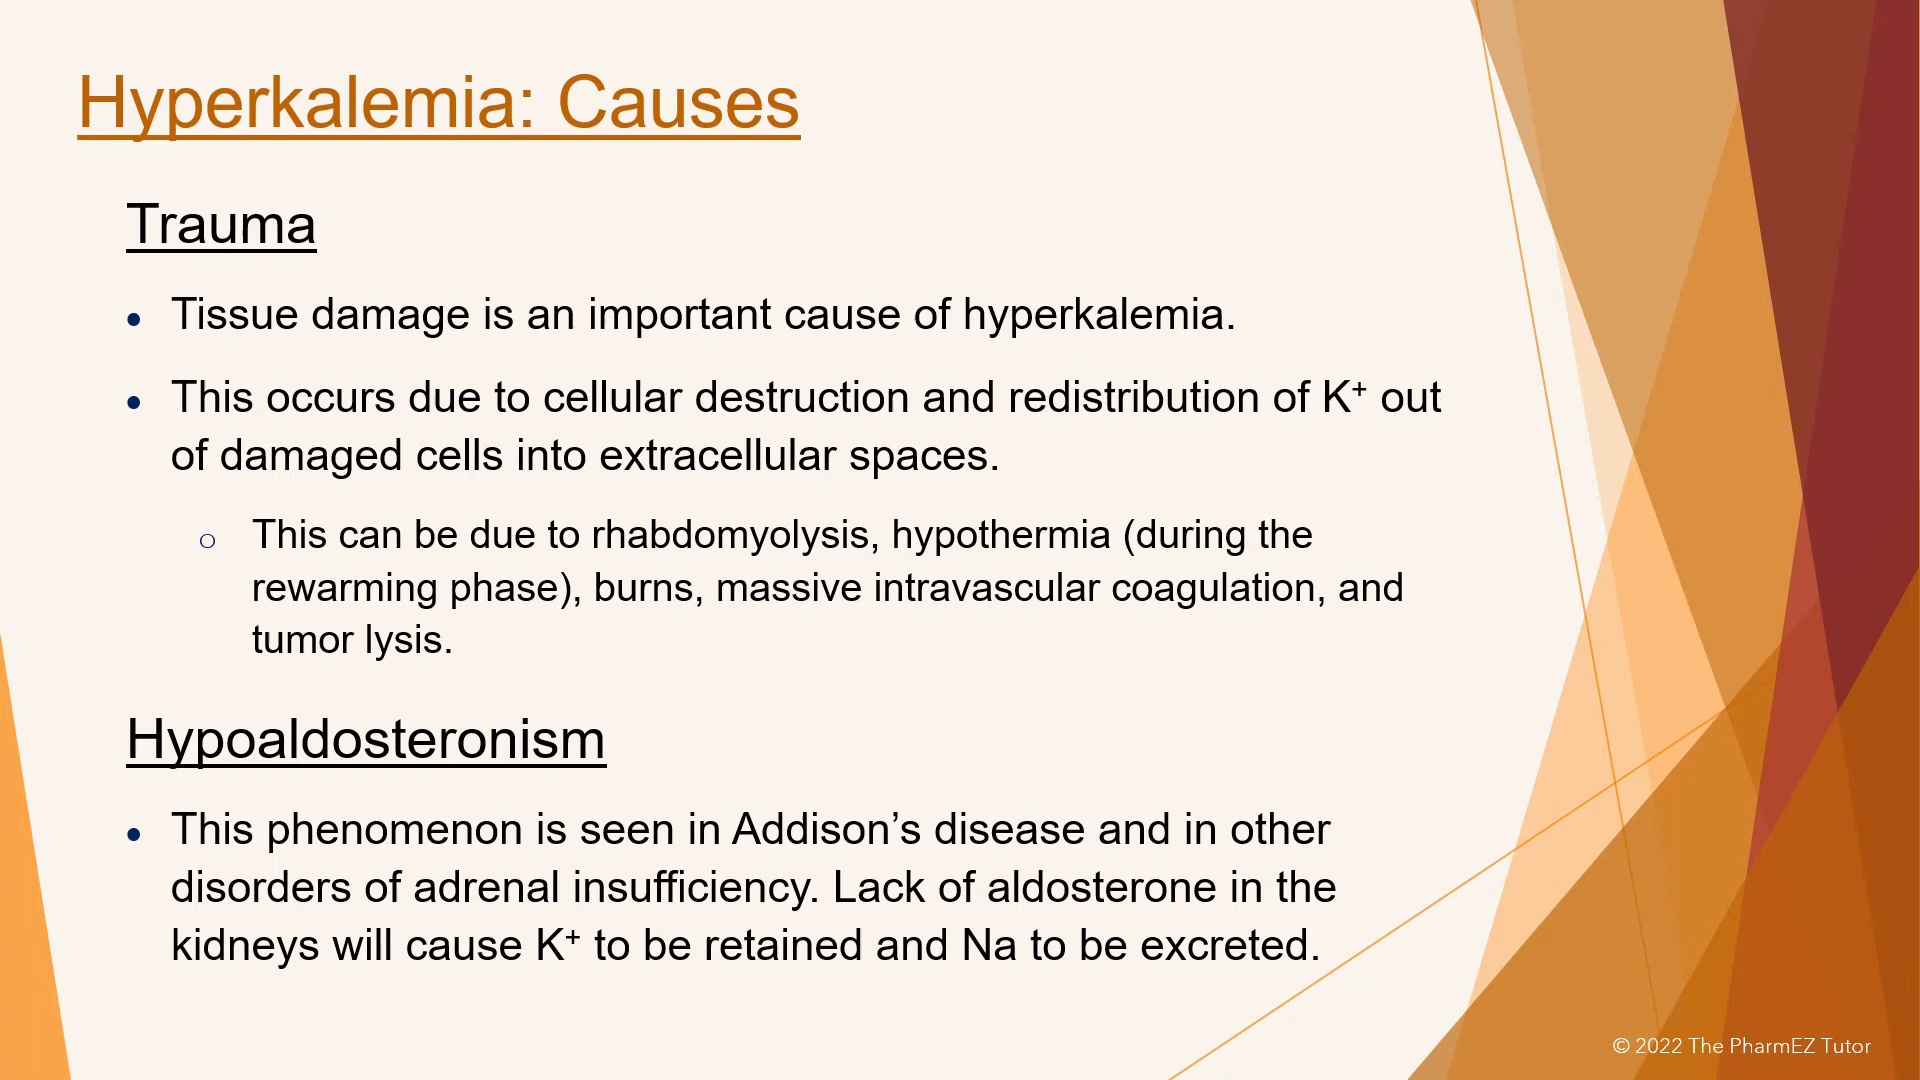 Hyperkalemia: Causes
Trauma
• Tissue damage is an important cause of hyperkalemia.
• This occurs due to cellular destruction and redistribution of K⁺ out
of damaged cells into extracellular spaces.
○ This can be due to rhabdomyolysis, hypothermia (during the
rewarming phase), burns, massive intravascular coagulation, and
tumor lysis.
Hypoaldosteronism
• This phenomenon is seen in Addison’s disease and in other
disorders of adrenal insufficiency. Lack of aldosterone in the
kidneys will cause K⁺ to be retained and Na to be excreted.
© 2022 The PharmEZ Tutor